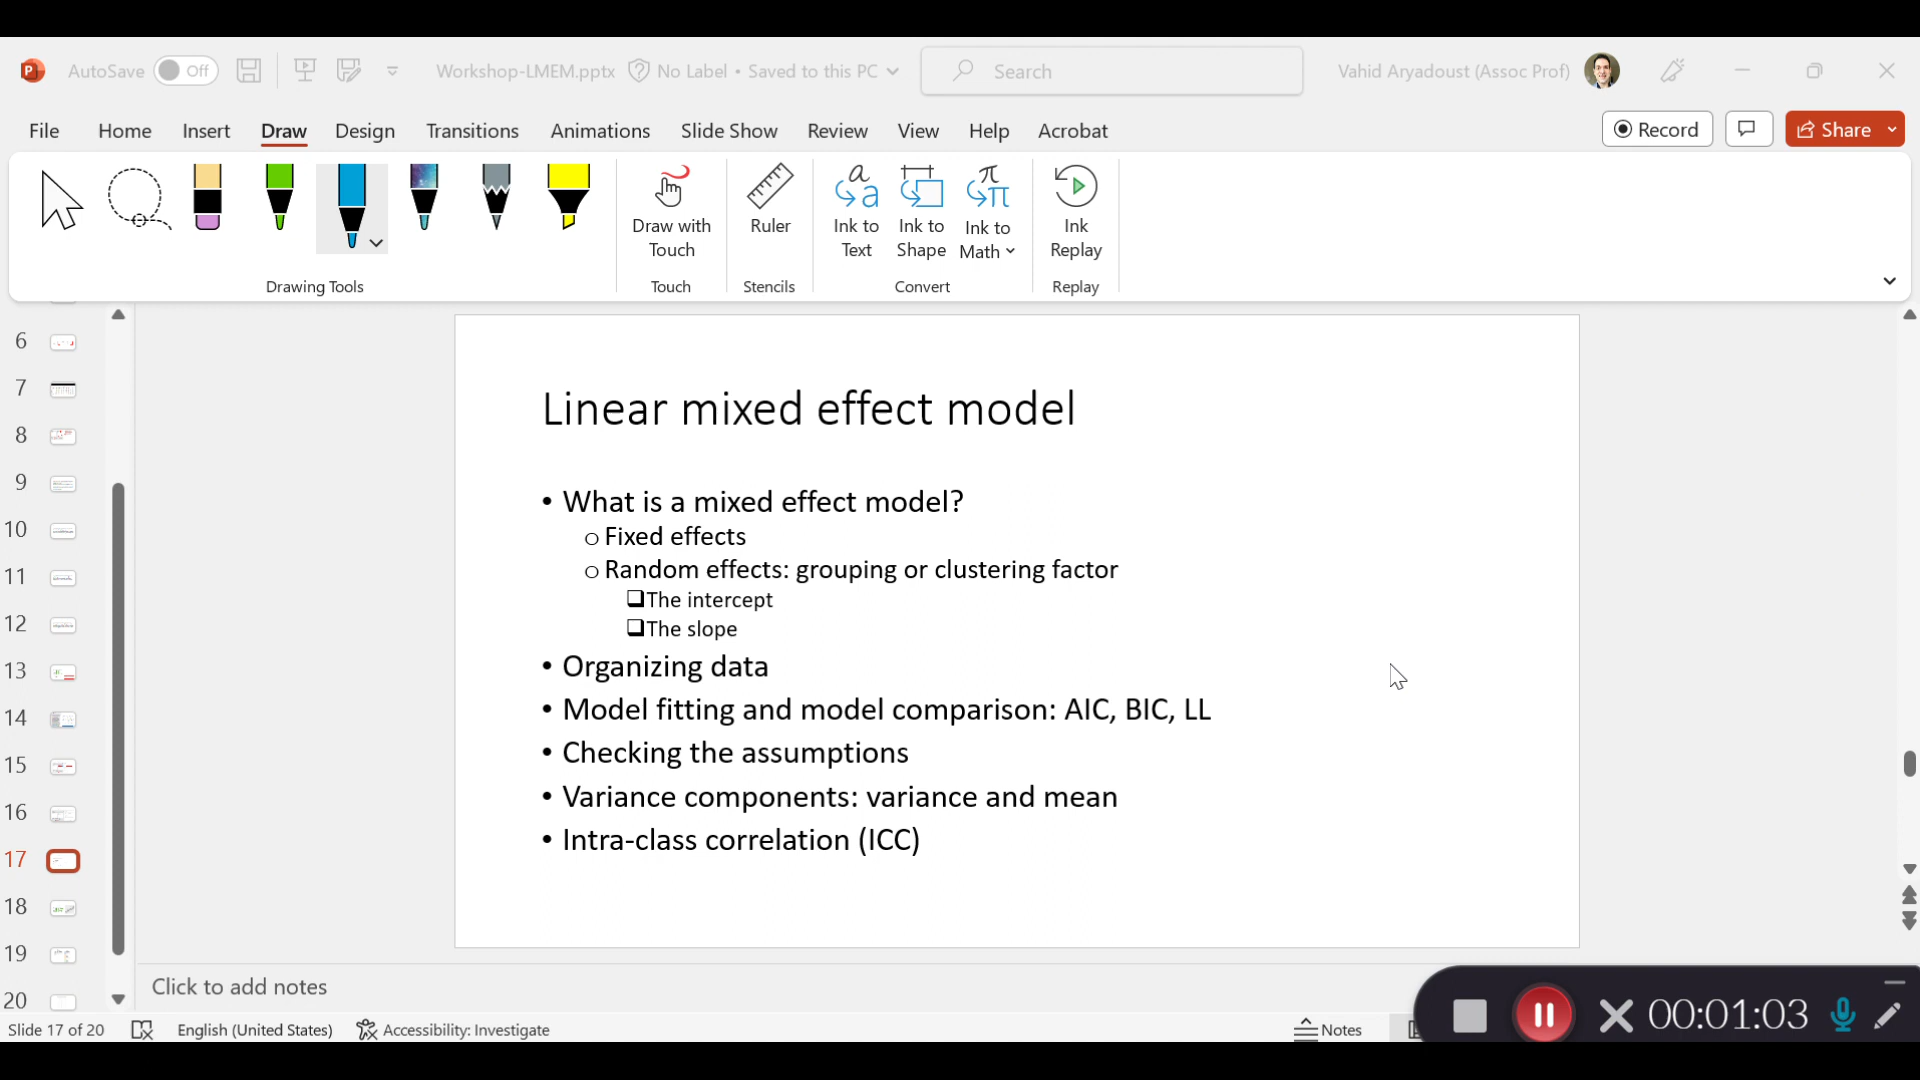 AutoSave Off Workshop-LMEM.pptx No Label • Saved to this PC Search Vahid Aryadoust (Assoc Prof)
File Home Insert Draw Design Transitions Animations Slide Show Review View Help Acrobat Record Share
Draw with Touch
Ruler
Ink to Text
Ink to Shape
Ink to Math
Ink Replay
Drawing Tools Touch Stencils Convert Replay
6
7
8
9
10
11
12
13
14
15
16
17
18
19
20
Linear mixed effect model
• What is a mixed effect model?
o Fixed effects
o Random effects: grouping or clustering factor
❑The intercept
❑The slope
• Organizing data
• Model fitting and model comparison: AIC, BIC, LL
• Checking the assumptions
• Variance components: variance and mean
• Intra-class correlation (ICC)
Click to add notes
Slide 17 of 20 English (United States) Accessibility: Investigate Notes 00:01:03